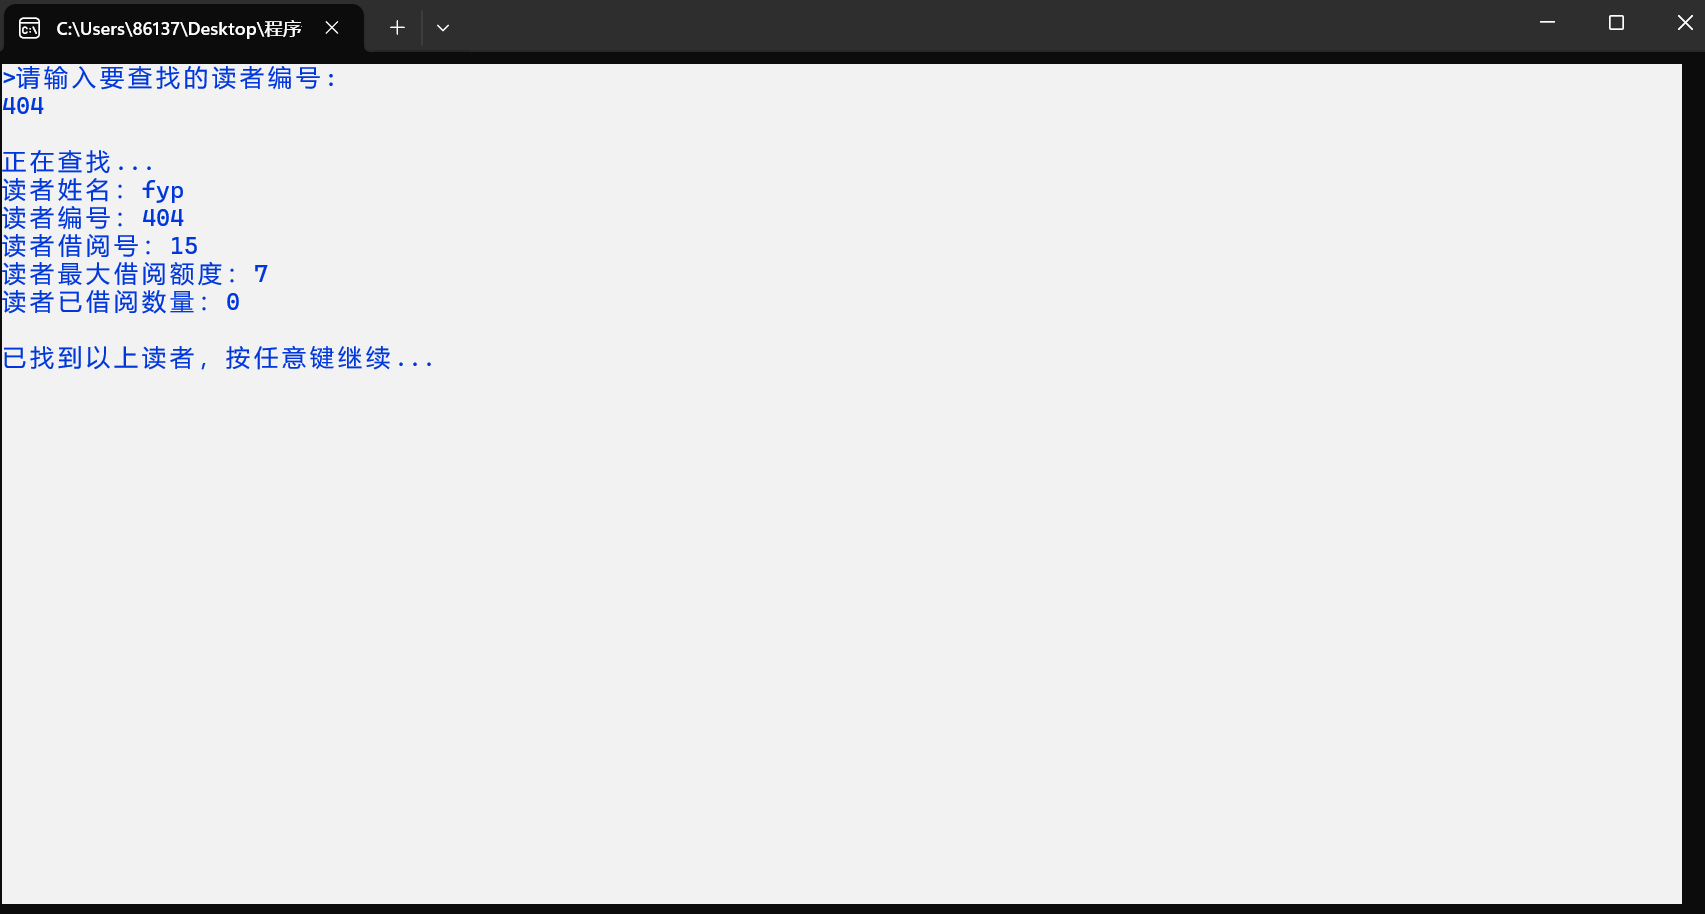 C:\Users\86137\Desktop\程序
>请输入要查找的读者编号:
404
正在查找...
读者姓名: fyp
读者编号: 404
读者借阅号: 15
读者最大借阅额度: 7
读者已借阅数量: 0
已找到以上读者, 按任意键继续...